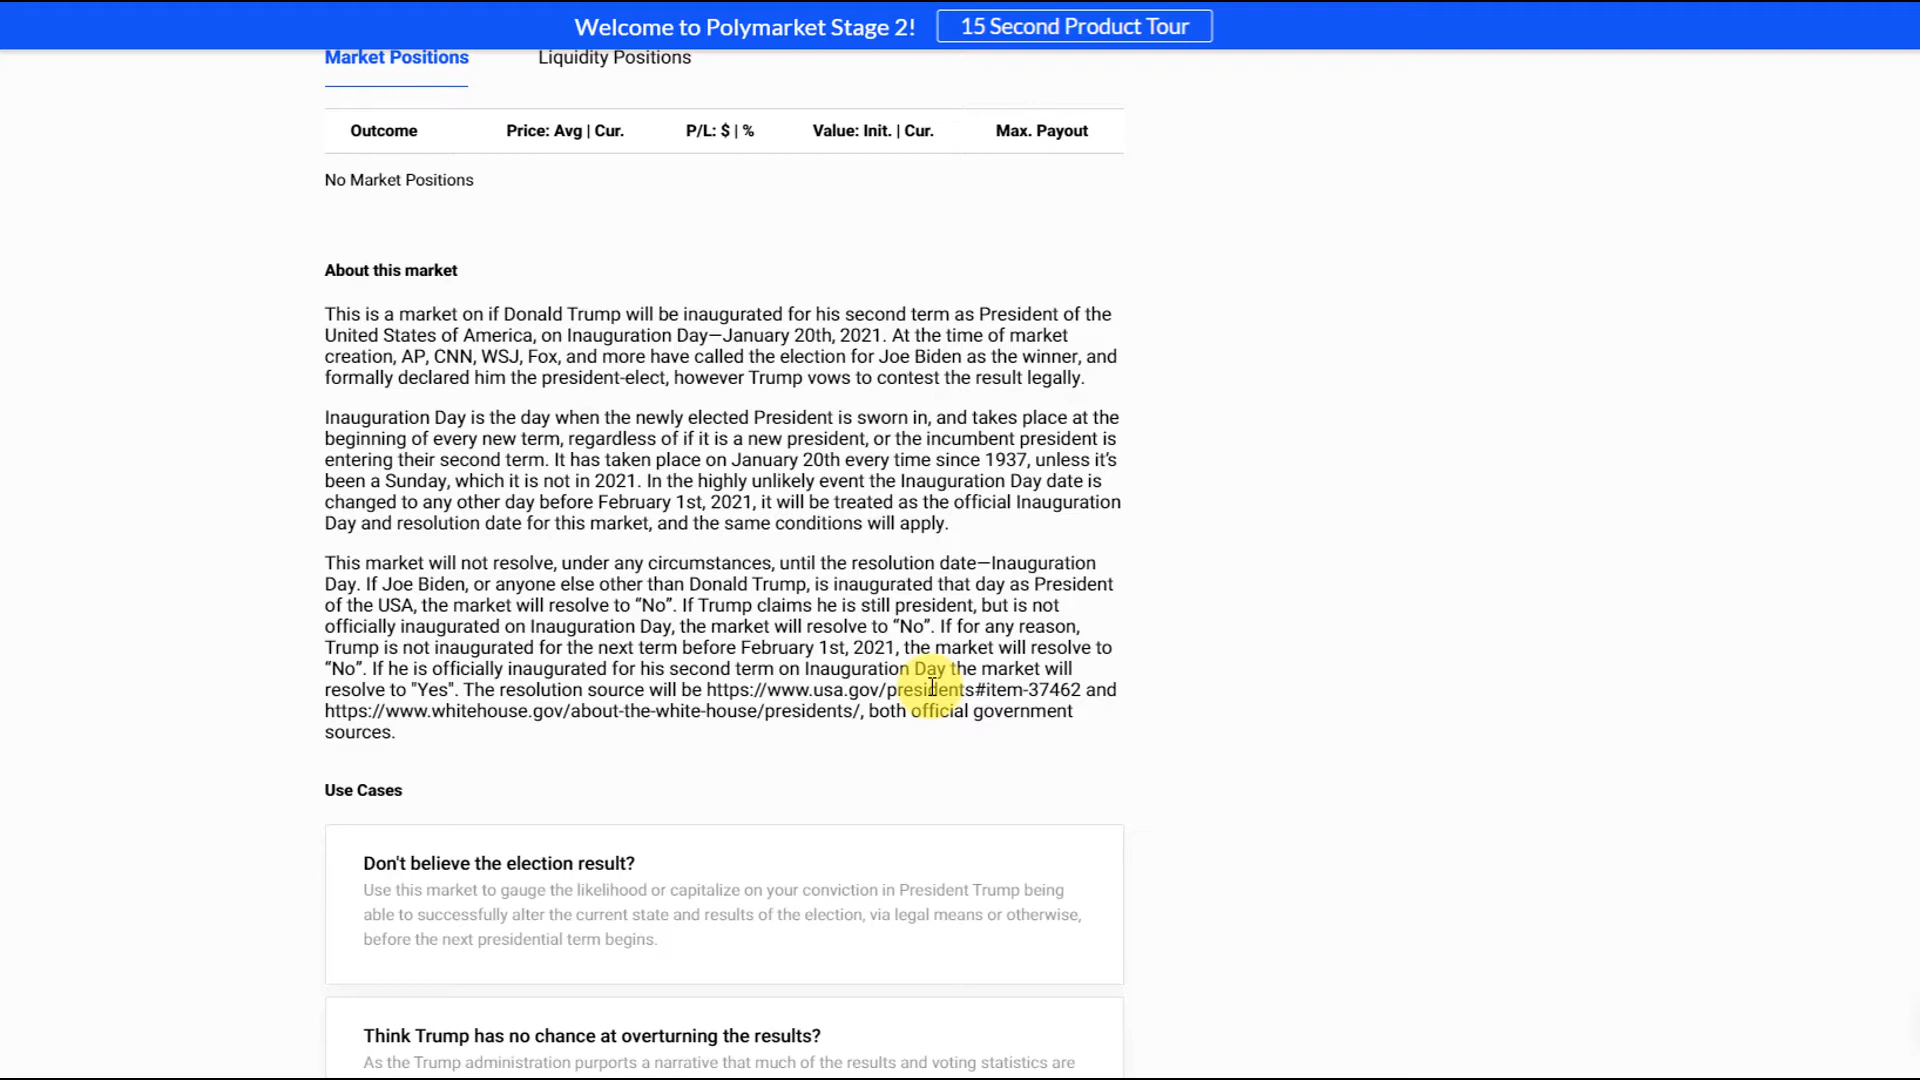 Welcome to Polymarket Stage 2! 15 Second Product Tour
Market Positions Liquidity Positions
Outcome Price: Avg | Cur. P/L: $ | % Value: Init. | Cur. Max. Payout
No Market Positions
About this market
This is a market on if Donald Trump will be inaugurated for his second term as President of the
United States of America, on Inauguration Day—January 20th, 2021. At the time of market
creation, AP, CNN, WSJ, Fox, and more have called the election for Joe Biden as the winner, and
formally declared him the president-elect, however Trump vows to contest the result legally.
Inauguration Day is the day when the newly elected President is sworn in, and takes place at the
beginning of every new term, regardless of if it is a new president, or the incumbent president is
entering their second term. It has taken place on January 20th every time since 1937, unless it’s
been a Sunday, which it is not in 2021. In the highly unlikely event the Inauguration Day date is
changed to any other day before February 1st, 2021, it will be treated as the official Inauguration
Day and resolution date for this market, and the same conditions will apply.
This market will not resolve, under any circumstances, until the resolution date—Inauguration
Day. If Joe Biden, or anyone else other than Donald Trump, is inaugurated that day as President
of the USA, the market will resolve to “No”. If Trump claims he is still president, but is not
officially inaugurated on Inauguration Day, the market will resolve to “No”. If for any reason,
Trump is not inaugurated for the next term before February 1st, 2021, the market will resolve to
“No”. If he is officially inaugurated for his second term on Inauguration Day the market will
resolve to "Yes". The resolution source will be https://www.usa.gov/presidents#item-37462 and
https://www.whitehouse.gov/about-the-white-house/presidents/, both official government
sources.
Use Cases
Don't believe the election result?
Use this market to gauge the likelihood or capitalize on your conviction in President Trump being
able to successfully alter the current state and results of the election, via legal means or otherwise,
before the next presidential term begins.
Think Trump has no chance at overturning the results?
As the Trump administration purports a narrative that much of the results and voting statistics are